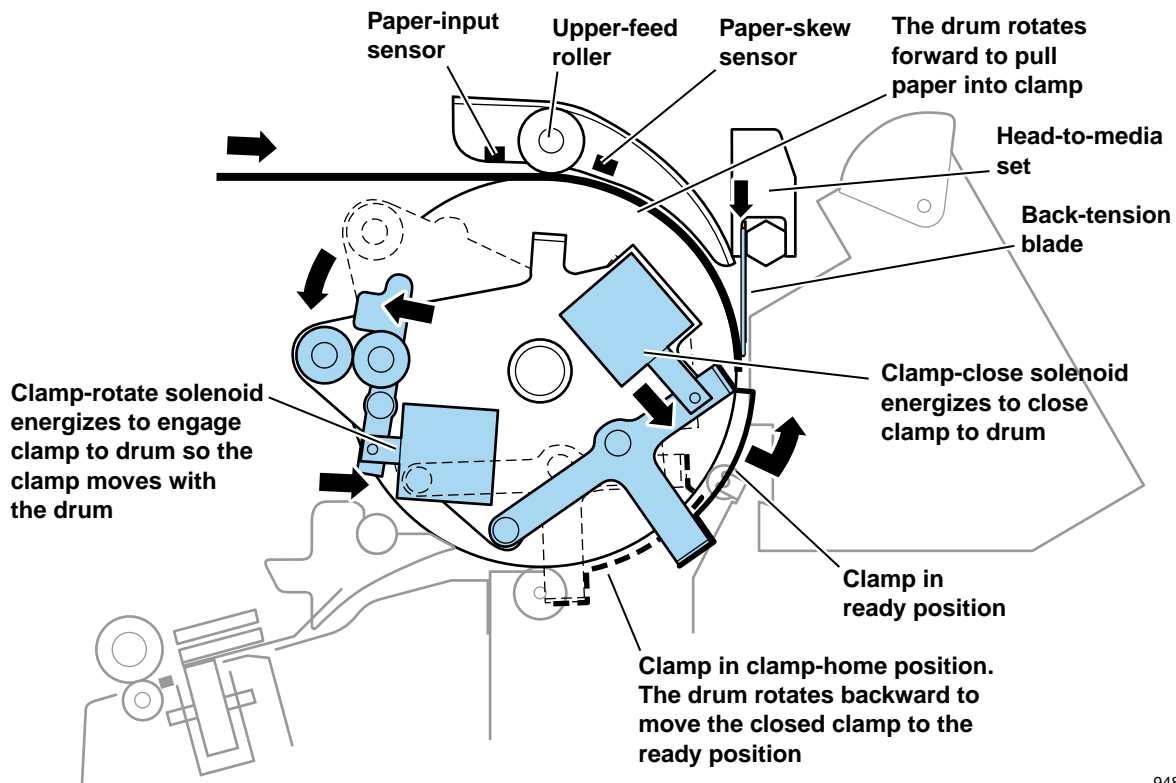 Paper-input
sensor
Upper-feed
roller
Paper-skew
sensor
The drum rotates
forward to pull
paper into clamp
Head-to-media
set
Back-tension
blade
Clamp-close solenoid
energizes to close
clamp to drum
Clamp-rotate solenoid
energizes to engage
clamp to drum so the
clamp moves with
the drum
Clamp in
ready position
Clamp in clamp-home position.
The drum rotates backward to
move the closed clamp to the
ready position